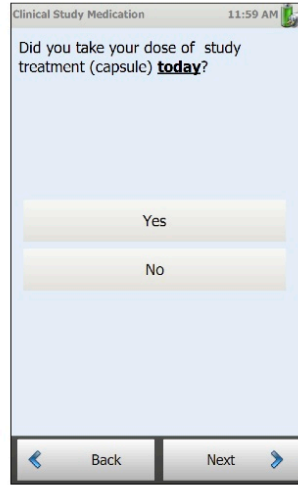 Clinical Study Medication 11:59 AM
Did you take your dose of study
treatment (capsule) today?
Yes
No
Back Next